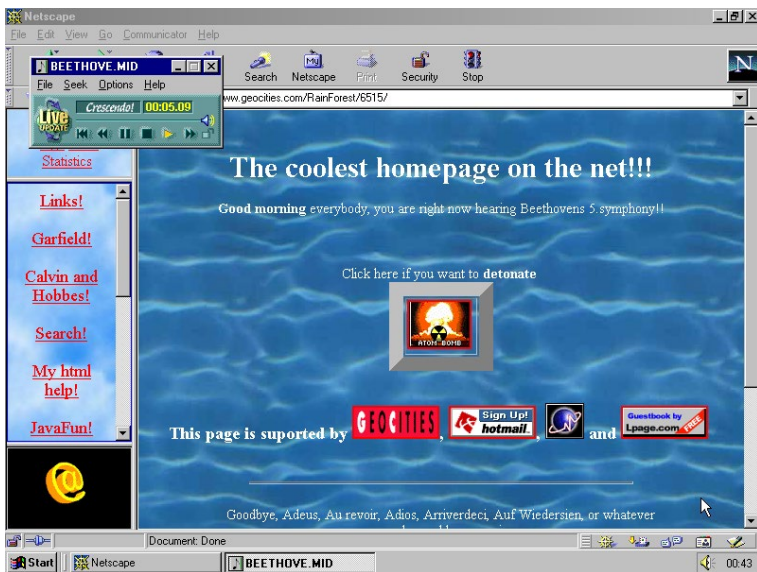 Netscape
File Edit View Go Communicator Help
BEETHOVE.MID
File Seek Options Help
Live
UPDATE
Crescendo!
00:05.09
Search Netscape Print Security Stop
My
N
ww.geocities.com/RainForest/6515/
Statistics
Links!
Garfield!
Calvin and
Hobbes!
Search!
My html
help!
JavaFun!
@
The coolest homepage on the net!!!
Good morning everybody, you are right now hearing Beethovens 5.symphony!!
Click here if you want to detonate
ATOM-BOMB
This page is suported by GEOCITIES, Sign Up! hotmail., and Guestbook by Lpage.com FREE
Goodbye, Adeus, Au revoir, Adios, Arriverdeci, Auf Wiedersien, or whatever
Document: Done
Start Netscape BEETHOVE.MID 00:43